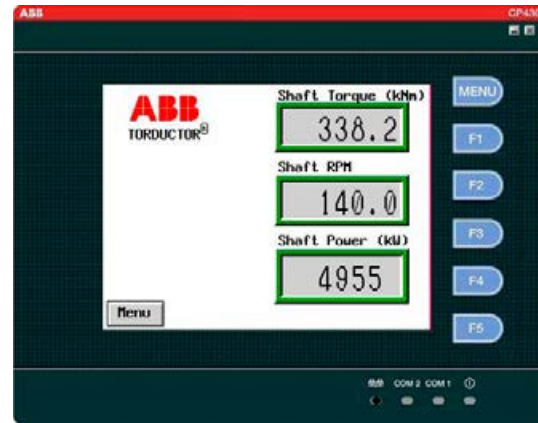 ABB
CP430
ABB
TORDUCTOR®
Shaft Torque (kNm)
338.2
Shaft RPM
140.0
Shaft Power (kW)
4955
Menu
MENU
F1
F2
F3
F4
F5
COM 2 COM 1